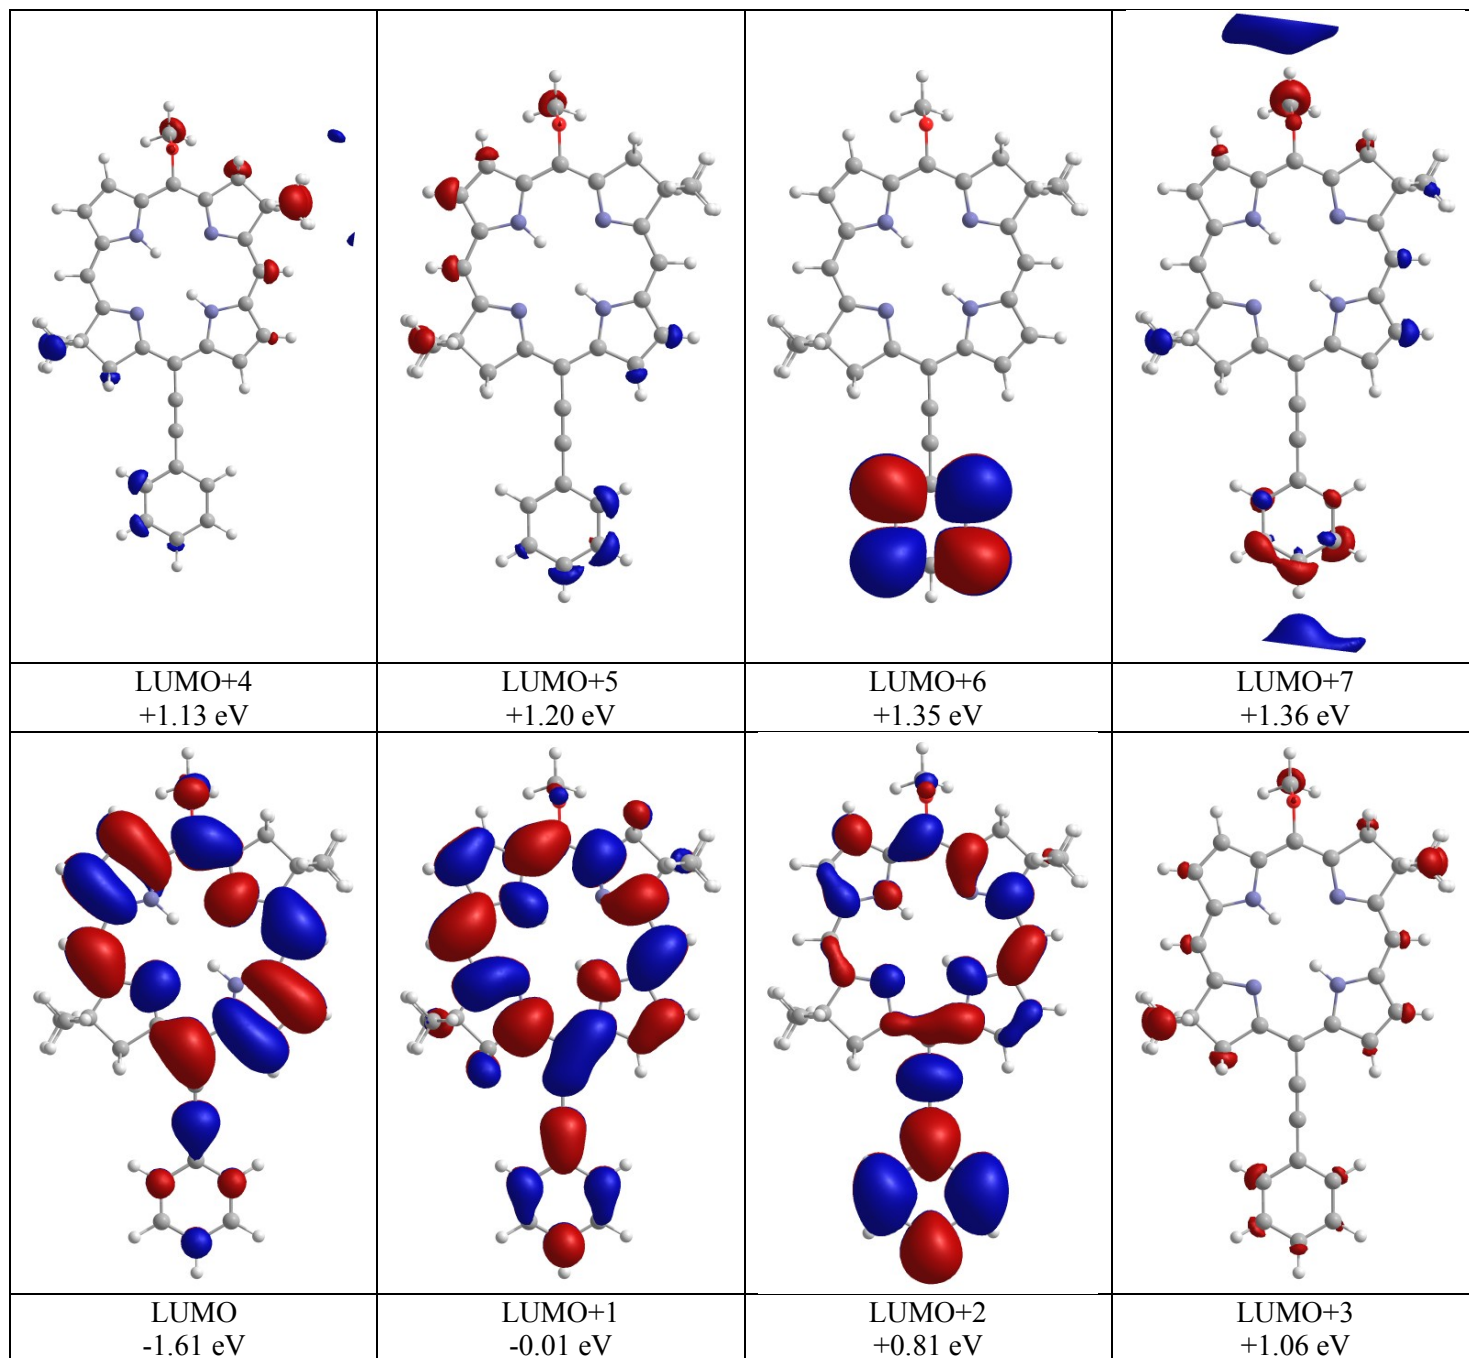 LUMO+4
+1.13 eV
LUMO+5
+1.20 eV
LUMO+6
+1.35 eV
LUMO+7
+1.36 eV
LUMO
-1.61 eV
LUMO+1
-0.01 eV
LUMO+2
+0.81 eV
LUMO+3
+1.06 eV